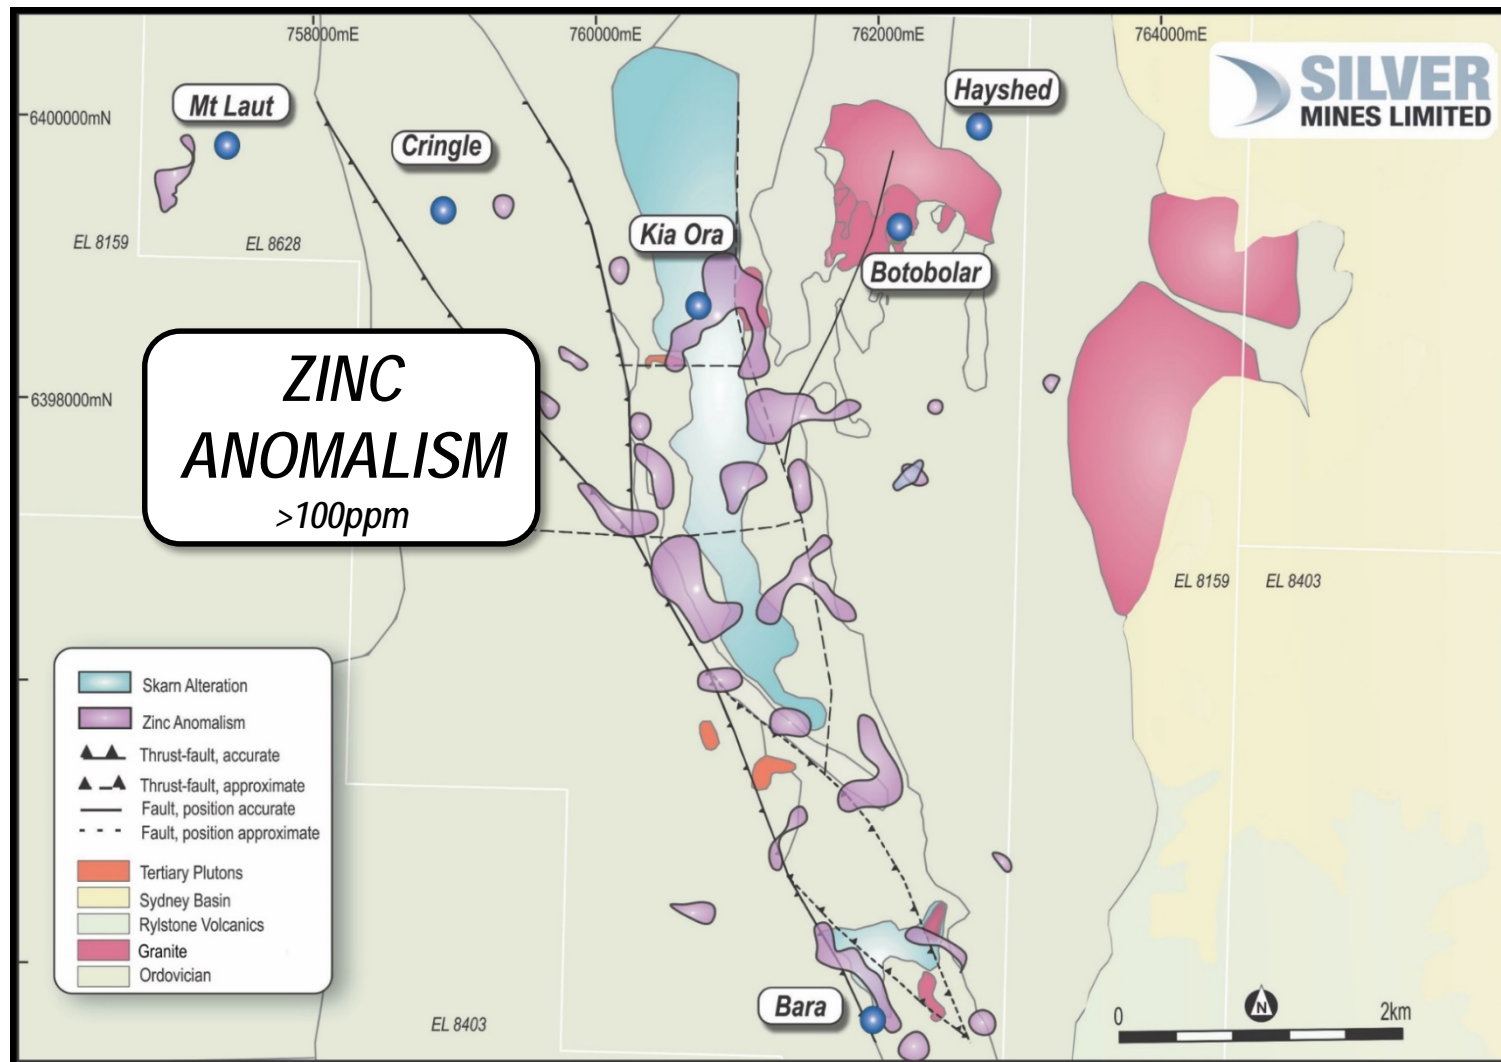 758000mE
760000mE
762000mE
764000mE
SILVER
MINES LIMITED
Mt Laut
Hayshed
6400000mN
Cringle
Kia Ora
EL 8159
EL 8628
Botobolar
ZINC
ANOMALISM
>100ppm
6398000mN
EL 8159
EL 8403
Skarn Alteration
Zinc Anomalism
Thrust-fault, accurate
Thrust-fault, approximate
Fault, position accurate
Fault, position approximate
Tertiary Plutons
Sydney Basin
Rylstone Volcanics
Granite
Ordovician
Bara
EL 8403
0
N
2km